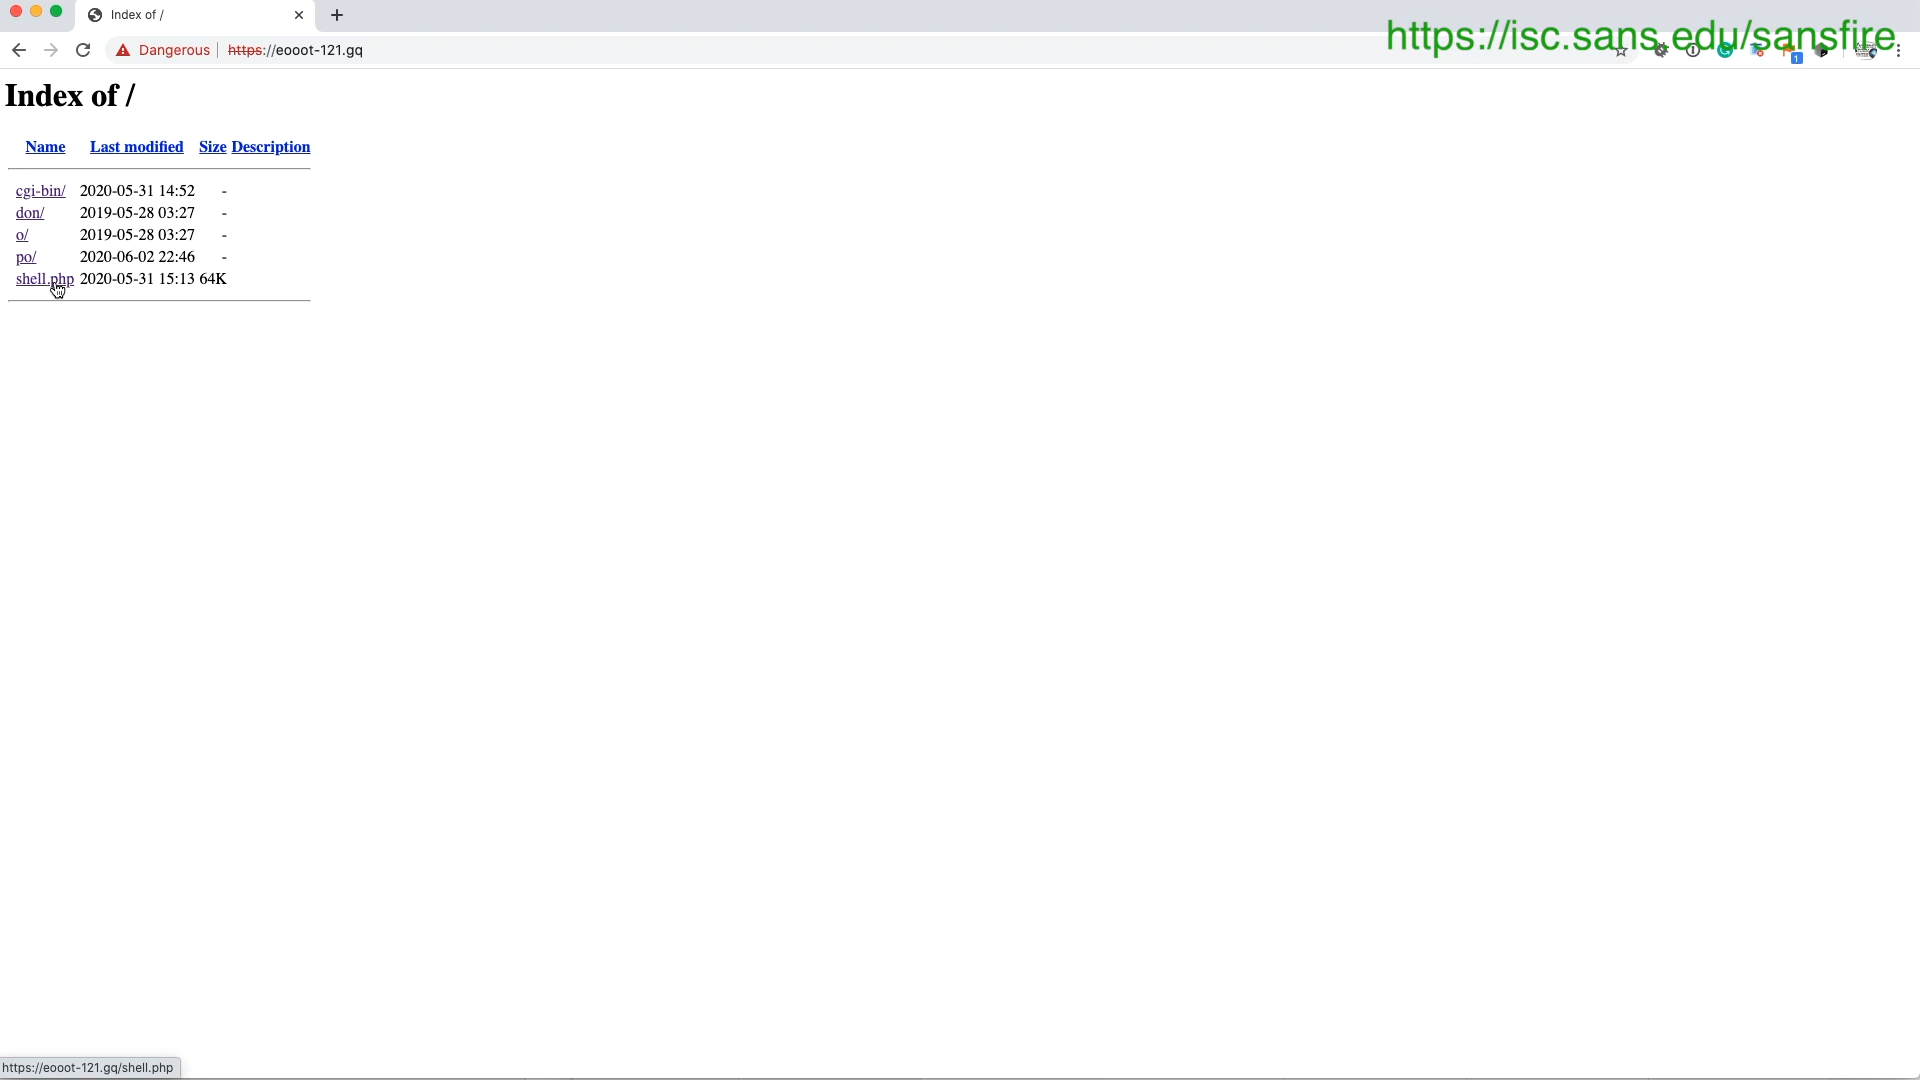 Index of /
Dangerous
https://eooot-121.gq
https://isc.sans.edu/sansfire
1
Index of /
Name Last modified Size Description
cgi-bin/ 2020-05-31 14:52 -
don/ 2019-05-28 03:27 -
o/ 2019-05-28 03:27 -
po/ 2020-06-02 22:46 -
shell.php 2020-05-31 15:13 64K
https://eooot-121.gq/shell.php